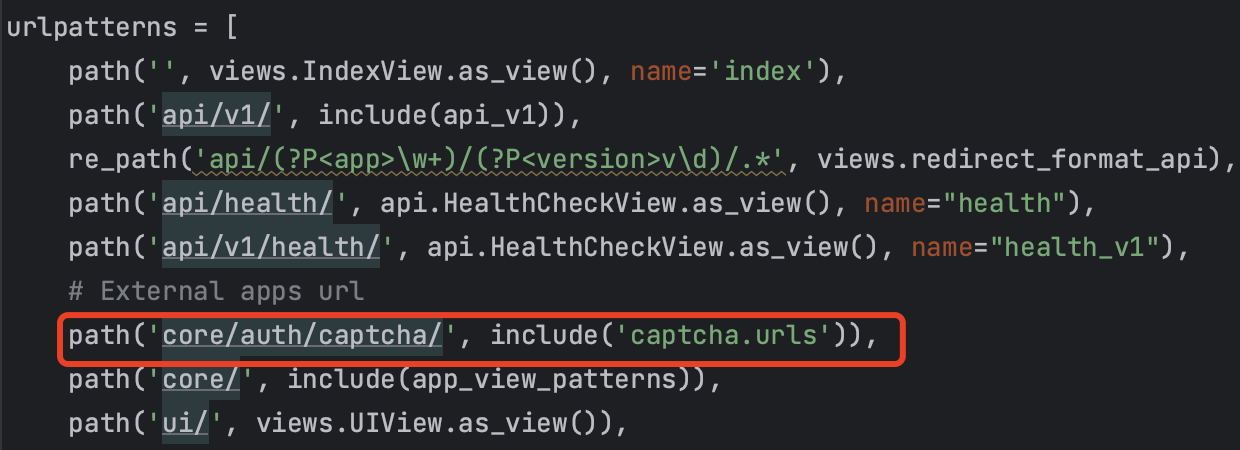 urlpatterns = [
path('', views.IndexView.as_view(), name='index'),
path('api/v1/', include(api_v1)),
re_path('api/(?P<app>\w+)/(?P<version>v\d)/.*', views.redirect_format_api),
path('api/health/', api.HealthCheckView.as_view(), name="health"),
path('api/v1/health/', api.HealthCheckView.as_view(), name="health_v1"),
# External apps url
path('core/auth/captcha/', include('captcha.urls')),
path('core/', include(app_view_patterns)),
path('ui/', views.UIView.as_view()),